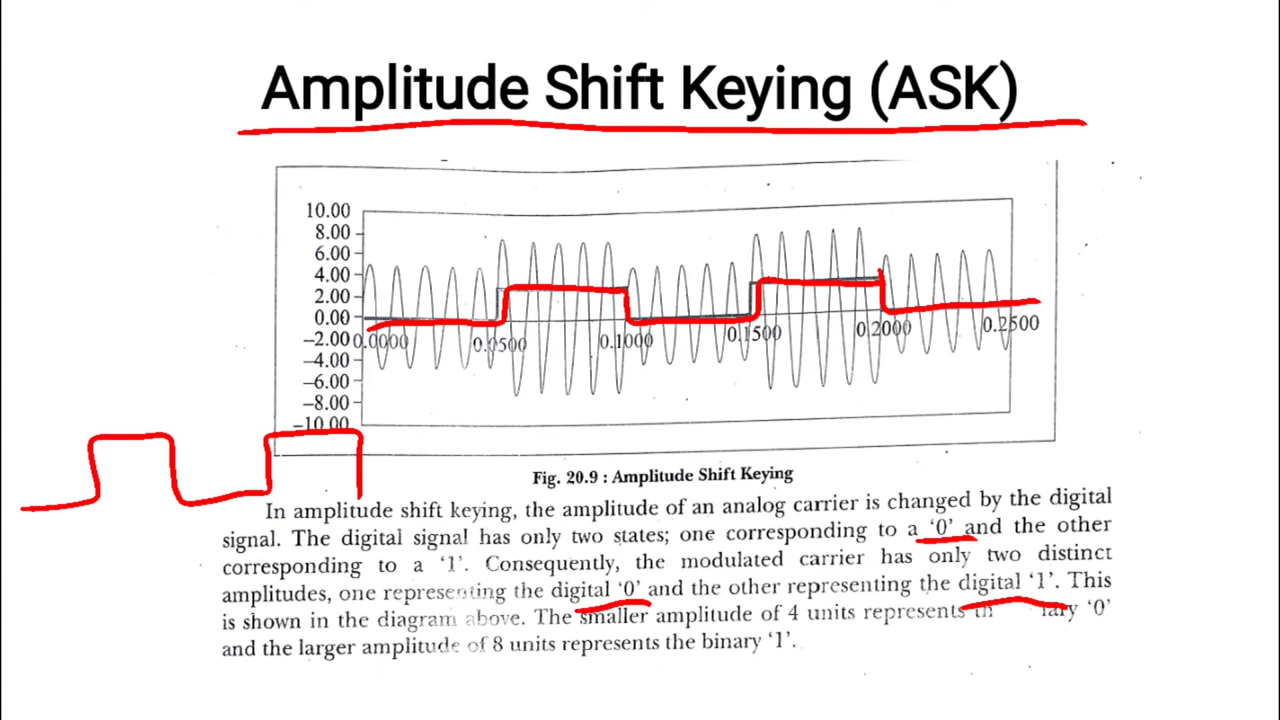 Amplitude Shift Keying (ASK)
10.00
8.00
6.00
4.00
2.00
0.00
−2.00
−4.00
−6.00
−8.00
−10.00
0.0000 0.0500 0.1000 0.1500 0.2000 0.2500
Fig. 20.9 : Amplitude Shift Keying
In amplitude shift keying, the amplitude of an analog carrier is changed by the digital
signal. The digital signal has only two states; one corresponding to a ‘0’ and the other
corresponding to a ‘1’. Consequently, the modulated carrier has only two distinct
amplitudes, one representing the digital ‘0’ and the other representing the digital ‘1’. This
is shown in the diagram above. The smaller amplitude of 4 units represents ‘0’
and the larger amplitude of 8 units represents the binary ‘1’.